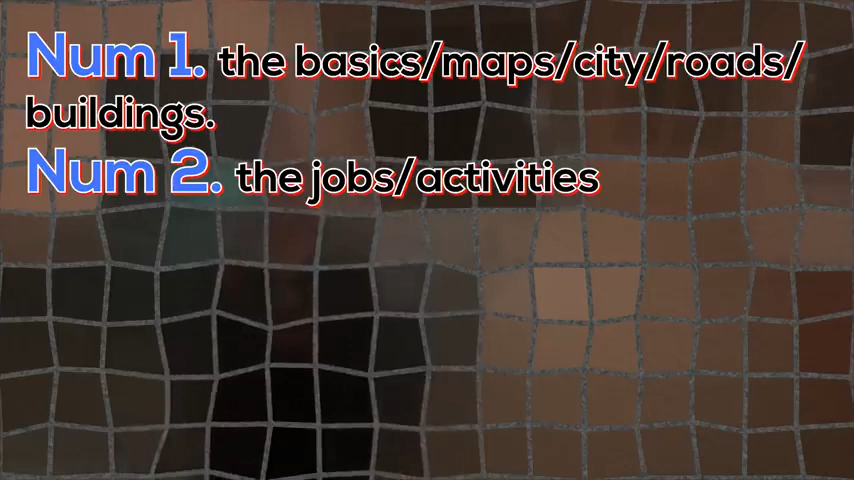 Num 1. the basics/maps/city/roads/
buildings.
Num 2. the jobs/activities